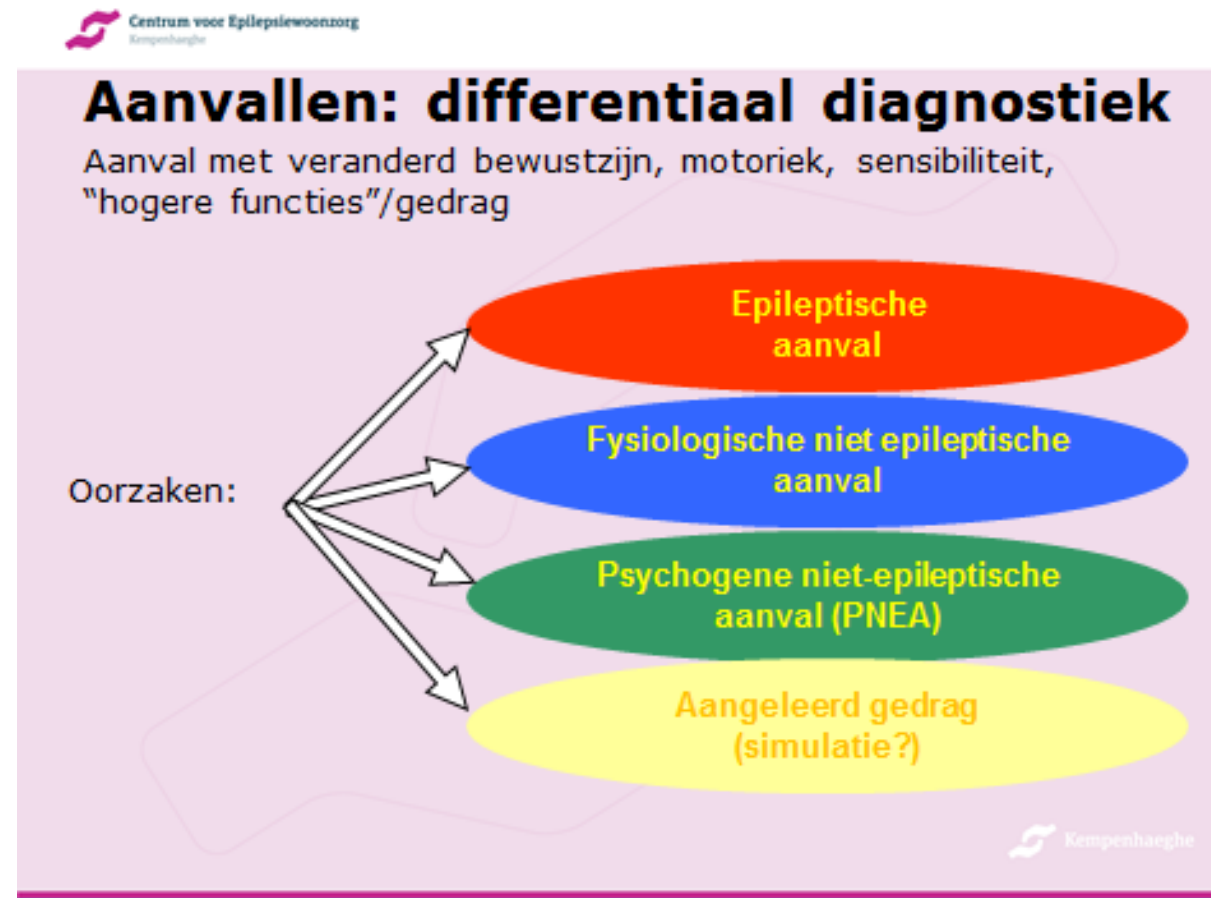 Centrum voor Epilepsiewoonzorg
Kempenhaeghe
Aanvallen: differentiaal diagnostiek
Aanval met veranderd bewustzijn, motoriek, sensibiliteit,
“hogere functies”/gedrag
Epileptische
aanval
Fysiologische niet epileptische
aanval
Oorzaken:
Psychogene niet-epileptische
aanval (PNEA)
Aangeleerd gedrag
(simulatie?)
Kempenhaeghe